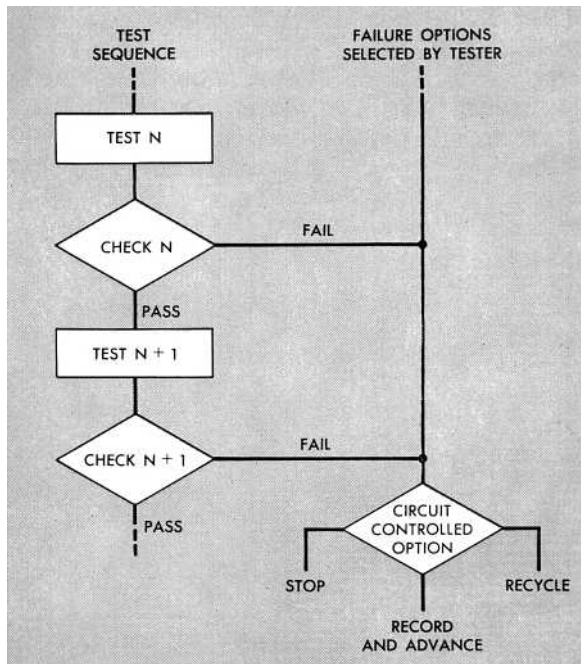 TEST
SEQUENCE
FAILURE OPTIONS
SELECTED BY TESTER
TEST N
CHECK N
FAIL
PASS
TEST N + 1
CHECK N + 1
FAIL
PASS
CIRCUIT
CONTROLLED
OPTION
STOP
RECYCLE
RECORD
AND ADVANCE